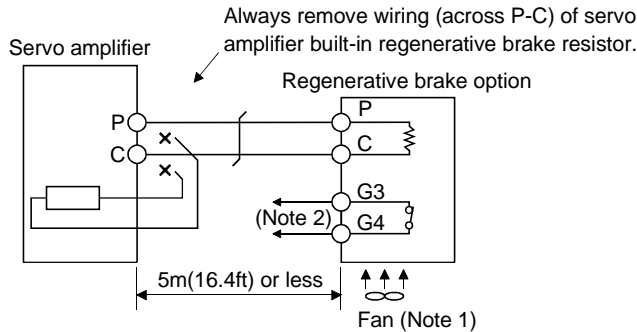 Always remove wiring (across P-C) of servo
amplifier built-in regenerative brake resistor.
Servo amplifier
Regenerative brake option
P
P
C
C
G3
(Note 2)
G4
5m(16.4ft) or less
Fan (Note 1)